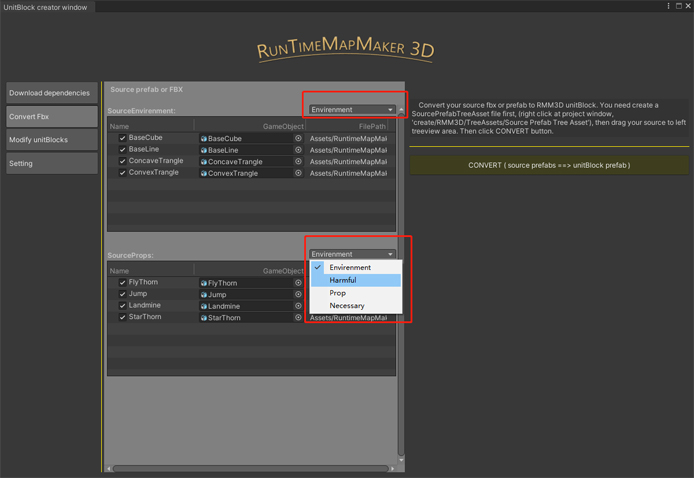 UnitBlock creator window
RunTimeMapMaker 3D
Download dependencies
Convert Fbx
Modify unitBlocks
Setting
Source prefab or FBX
SourceEnvironment:
Envirenment
Name GameObject FilePath
BaseCube BaseCube Assets/RuntimeMapMa
BaseLine BaseLine Assets/RuntimeMapMa
ConcaveTrangle ConcaveTrangle Assets/RuntimeMapMa
ConvexTrangle ConvexTrangle Assets/RuntimeMapMa
SourceProps:
Envirenment
Name GameObject
FlyThorn FlyThorn
Jump Jump
Landmine Landmine
StarThorn StarThorn Assets/RuntimeMapMa
Envirenment
Harmful
Prop
Necessary
Convert your source fbx or prefab to RMM3D unitBlock. You need create a
SourcePrefabTreeAsset file first, (right click at project window,
'create/RMM3D/TreeAssets/Source Prefab Tree Asset'), then drag your source to left
treeview area. Then click CONVERT button.
CONVERT ( source prefabs ==> unitBlock prefab )